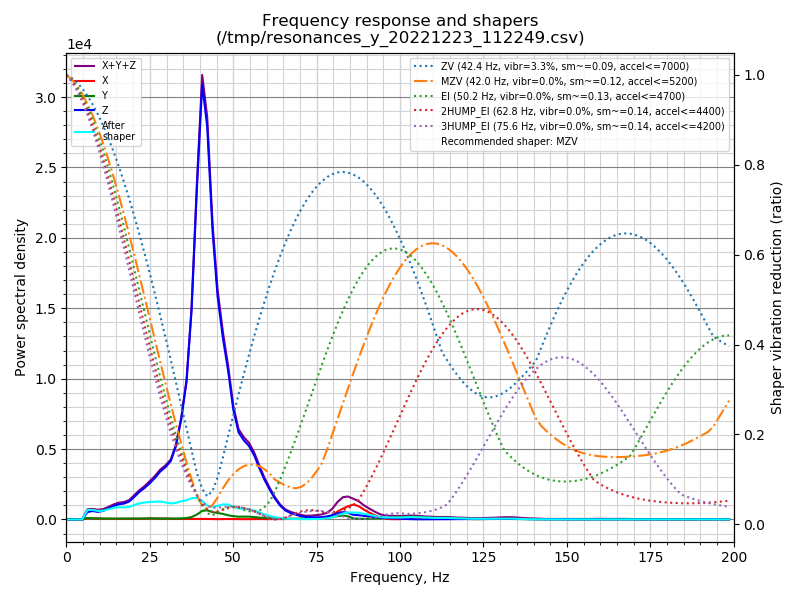 Frequency response and shapers
(/tmp/resonances_y_20221223_112249.csv)
1e4
X+Y+Z
X
Y
Z
After
shaper
ZV (42.4 Hz, vibr=3.3%, sm~=0.09, accel<=7000)
MZV (42.0 Hz, vibr=0.0%, sm~=0.12, accel<=5200)
EI (50.2 Hz, vibr=0.0%, sm~=0.13, accel<=4700)
2HUMP_EI (62.8 Hz, vibr=0.0%, sm~=0.14, accel<=4400)
3HUMP_EI (75.6 Hz, vibr=0.0%, sm~=0.14, accel<=4200)
Recommended shaper: MZV
Power spectral density
3.0
2.5
2.0
1.5
1.0
0.5
0.0
1.0
0.8
0.6
0.4
0.2
0.0
Shaper vibration reduction (ratio)
0 25 50 75 100 125 150 175 200
Frequency, Hz